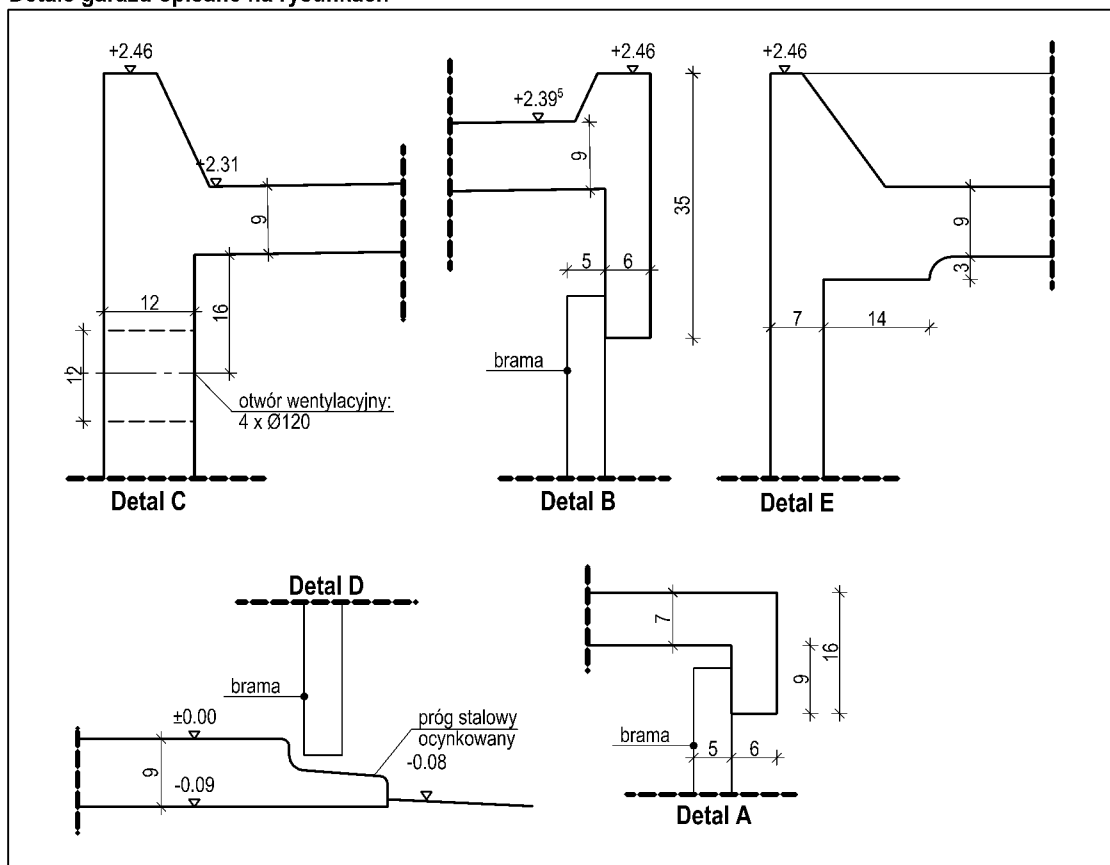 Detale garażu opisane na rysunkach
+2.46
+2.31
9
12
16
12
otwór wentylacyjny:
4 x Ø120
Detal C
+2.46
+2.39⁵
9
35
5
6
brama
Detal B
+2.46
9
3
7
14
Detal E
Detal D
brama
±0.00
próg stalowy
ocynkowany
-0.08
9
-0.09
7
16
9
brama
5
6
Detal A